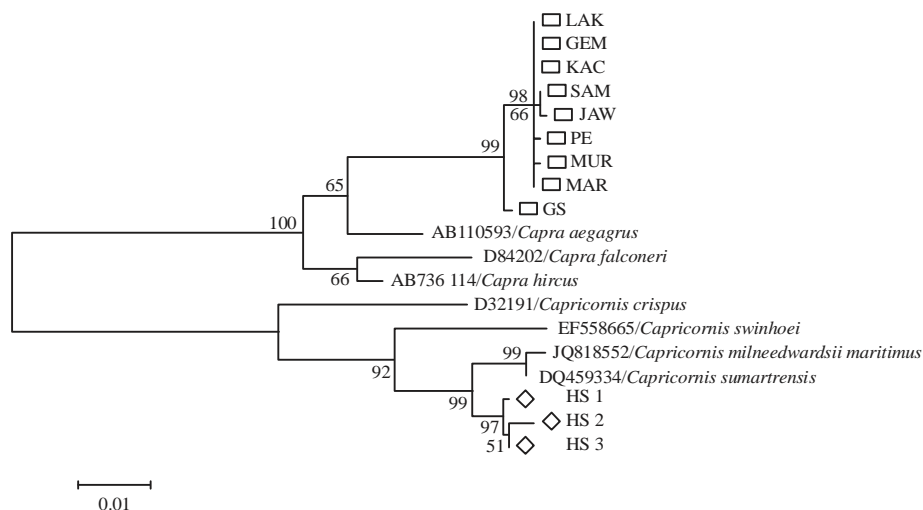 LAK
GEM
KAC
98
SAM
66
JAW
PE
99
MUR
65
MAR
GS
100
AB110593/Capra aegagrus
D84202/Capra falconeri
66
AB736 114/Capra hircus
D32191/Capricornis crispus
EF558665/Capricornis swinhoei
99
JQ818552/Capricornis milneedwardsii maritimus
92
DQ459334/Capricornis sumartrensis
99
HS 1
97
HS 2
51
HS 3
0.01